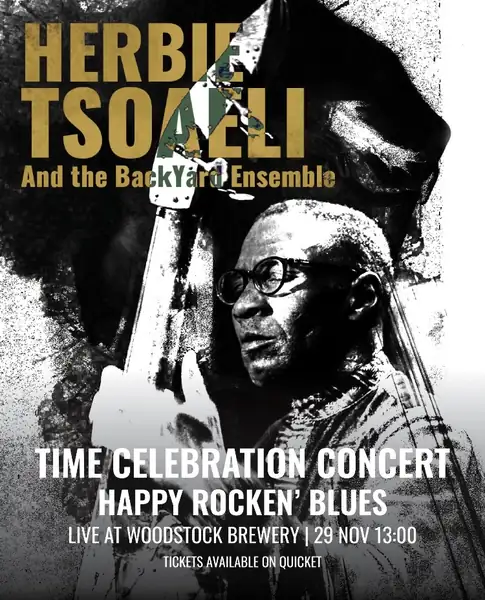 HERBIE
TSOAELI
And the BackYard Ensemble
TIME CELEBRATION CONCERT
HAPPY ROCKEN' BLUES
LIVE AT WOODSTOCK BREWERY | 29 NOV 13:00
TICKETS AVAILABLE ON QUICKET